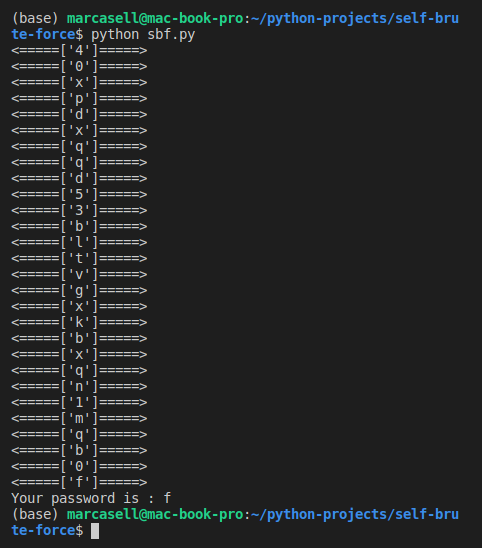 (base) marcasell@mac-book-pro:~/python-projects/self-bru
te-force$ python sbf.py
<=====['4']=====>
<=====['0']=====>
<=====['x']=====>
<=====['p']=====>
<=====['d']=====>
<=====['x']=====>
<=====['q']=====>
<=====['q']=====>
<=====['d']=====>
<=====['5']=====>
<=====['3']=====>
<=====['b']=====>
<=====['l']=====>
<=====['t']=====>
<=====['v']=====>
<=====['g']=====>
<=====['x']=====>
<=====['k']=====>
<=====['b']=====>
<=====['x']=====>
<=====['q']=====>
<=====['n']=====>
<=====['1']=====>
<=====['m']=====>
<=====['q']=====>
<=====['b']=====>
<=====['0']=====>
<=====['f']=====>
Your password is : f
(base) marcasell@mac-book-pro:~/python-projects/self-bru
te-force$